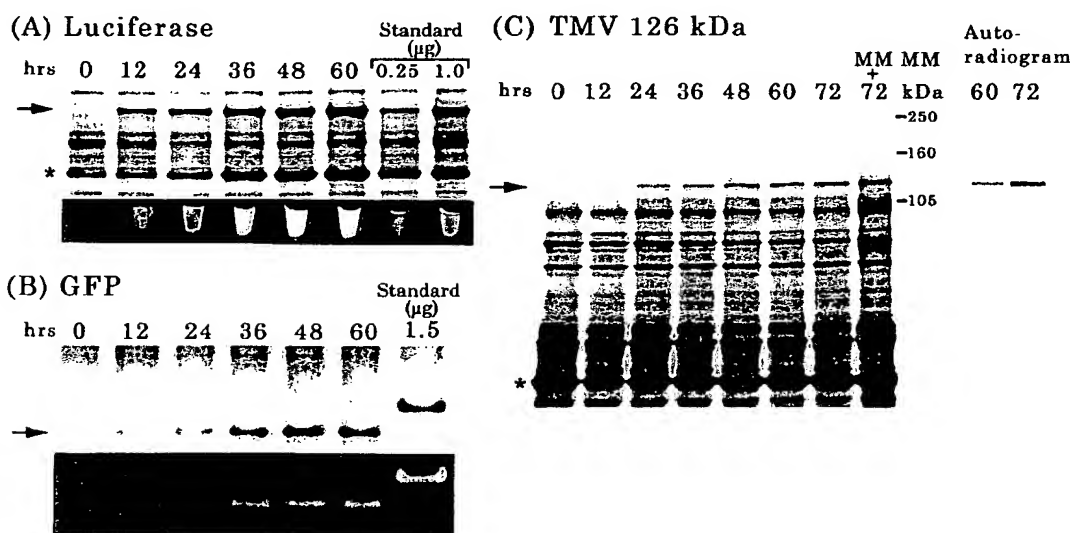 (A) Luciferase
Standard
(µg)
hrs 0 12 24 36 48 60 0.25 1.0
*
(B) GFP
Standard
(µg)
hrs 0 12 24 36 48 60 1.5
(C) TMV 126 kDa
Auto-
radiogram
MM MM
+
hrs 0 12 24 36 48 60 72 72 kDa 60 72
-250
-160
-105
*